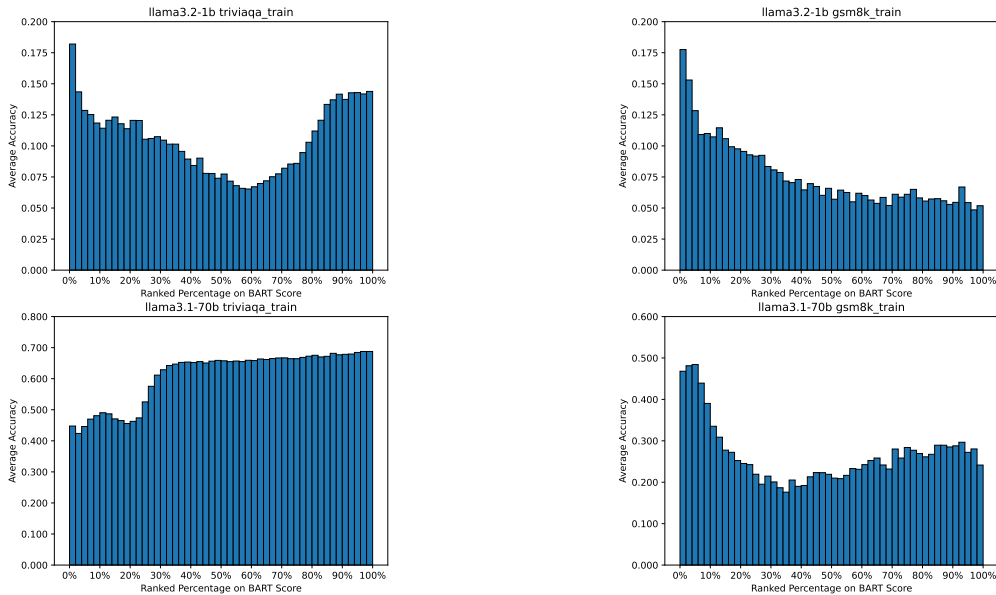 llama3.2-1b triviaqa_train
0.200
0.175
0.150
0.125
0.100
0.075
0.050
0.025
0.000
Average Accuracy
0% 10% 20% 30% 40% 50% 60% 70% 80% 90% 100%
Ranked Percentage on BART Score
llama3.2-1b gsm8k_train
0.200
0.175
0.150
0.125
0.100
0.075
0.050
0.025
0.000
Average Accuracy
0% 10% 20% 30% 40% 50% 60% 70% 80% 90% 100%
Ranked Percentage on BART Score
llama3.1-70b triviaqa_train
0.800
0.700
0.600
0.500
0.400
0.300
0.200
0.100
0.000
Average Accuracy
0% 10% 20% 30% 40% 50% 60% 70% 80% 90% 100%
Ranked Percentage on BART Score
llama3.1-70b gsm8k_train
0.600
0.500
0.400
0.300
0.200
0.100
0.000
Average Accuracy
0% 10% 20% 30% 40% 50% 60% 70% 80% 90% 100%
Ranked Percentage on BART Score